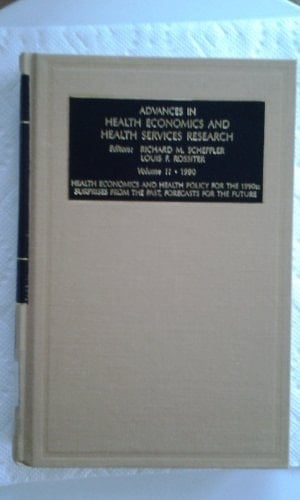 ADVANCES IN
HEALTH ECONOMICS AND
HEALTH SERVICES RESEARCH
Editors: RICHARD M. SCHEFFLER
LOUIS F. ROSSITER
Volume 11 • 1990
HEALTH ECONOMICS AND HEALTH POLICY FOR THE 1990s:
SURPRISES FROM THE PAST, FORECASTS FOR THE FUTURE